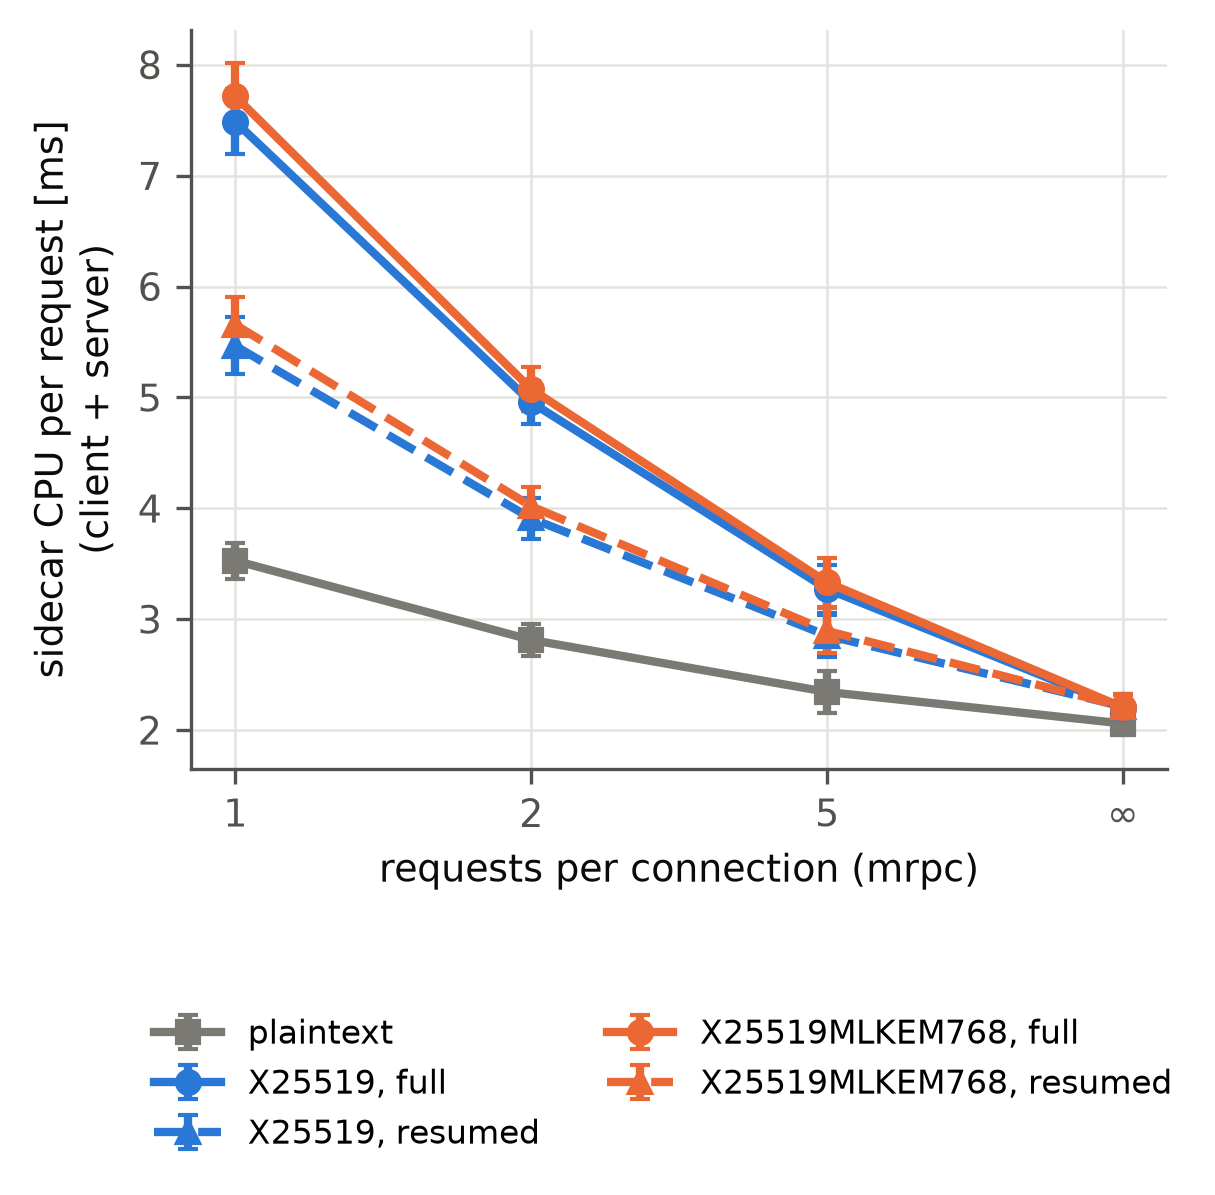 8
7
6
5
4
3
2
sidecar CPU per request [ms]
(client + server)
1 2 5 ∞
requests per connection (mrpc)
plaintext
X25519, full
X25519, resumed
X25519MLKEM768, full
X25519MLKEM768, resumed